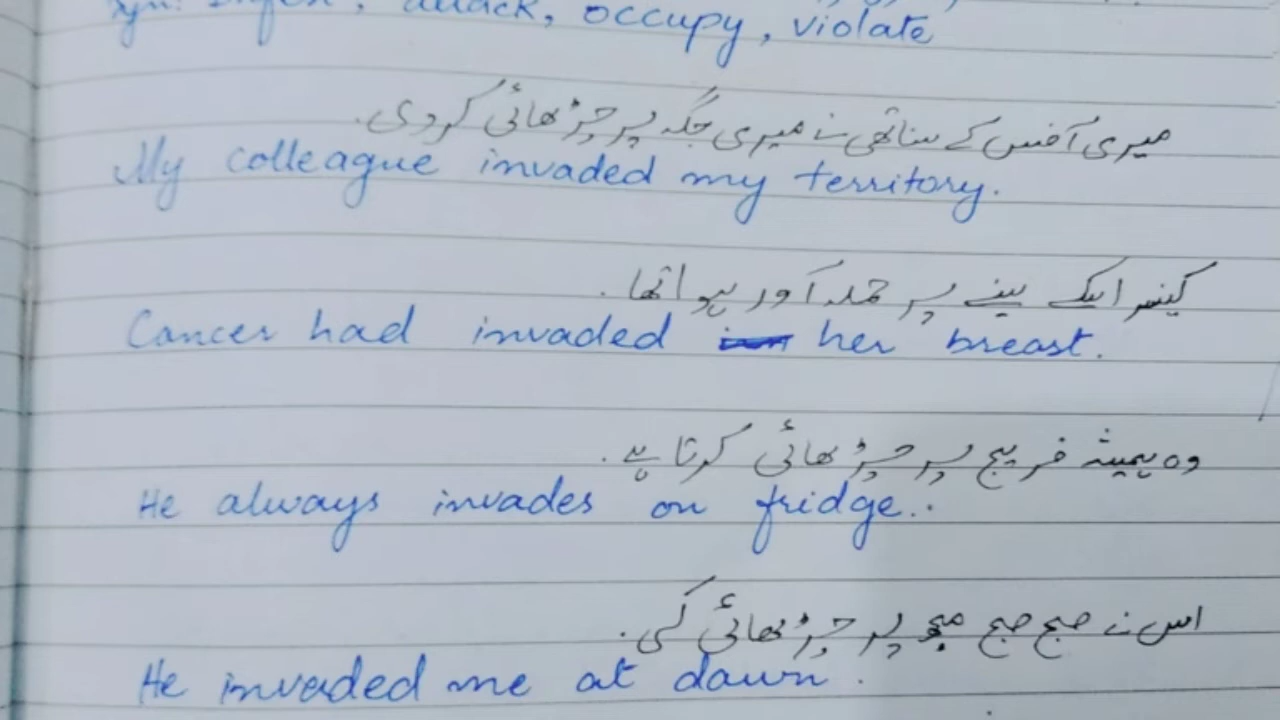 attack, occupy, violate
میری آفس کے ساتھی نے میری جگہ پر چڑھائی کر دی.
My colleague invaded my territory.
کینسر اسکے سینے پر حملہ آور ہوا تھا.
Cancer had invaded her breast.
وہ ہمیشہ فریج پر چڑھائی کرتا ہے.
He always invades on fridge..
اس نے صبح صبح مجھ پر چڑھائی کی.
He invaded me at dawn.